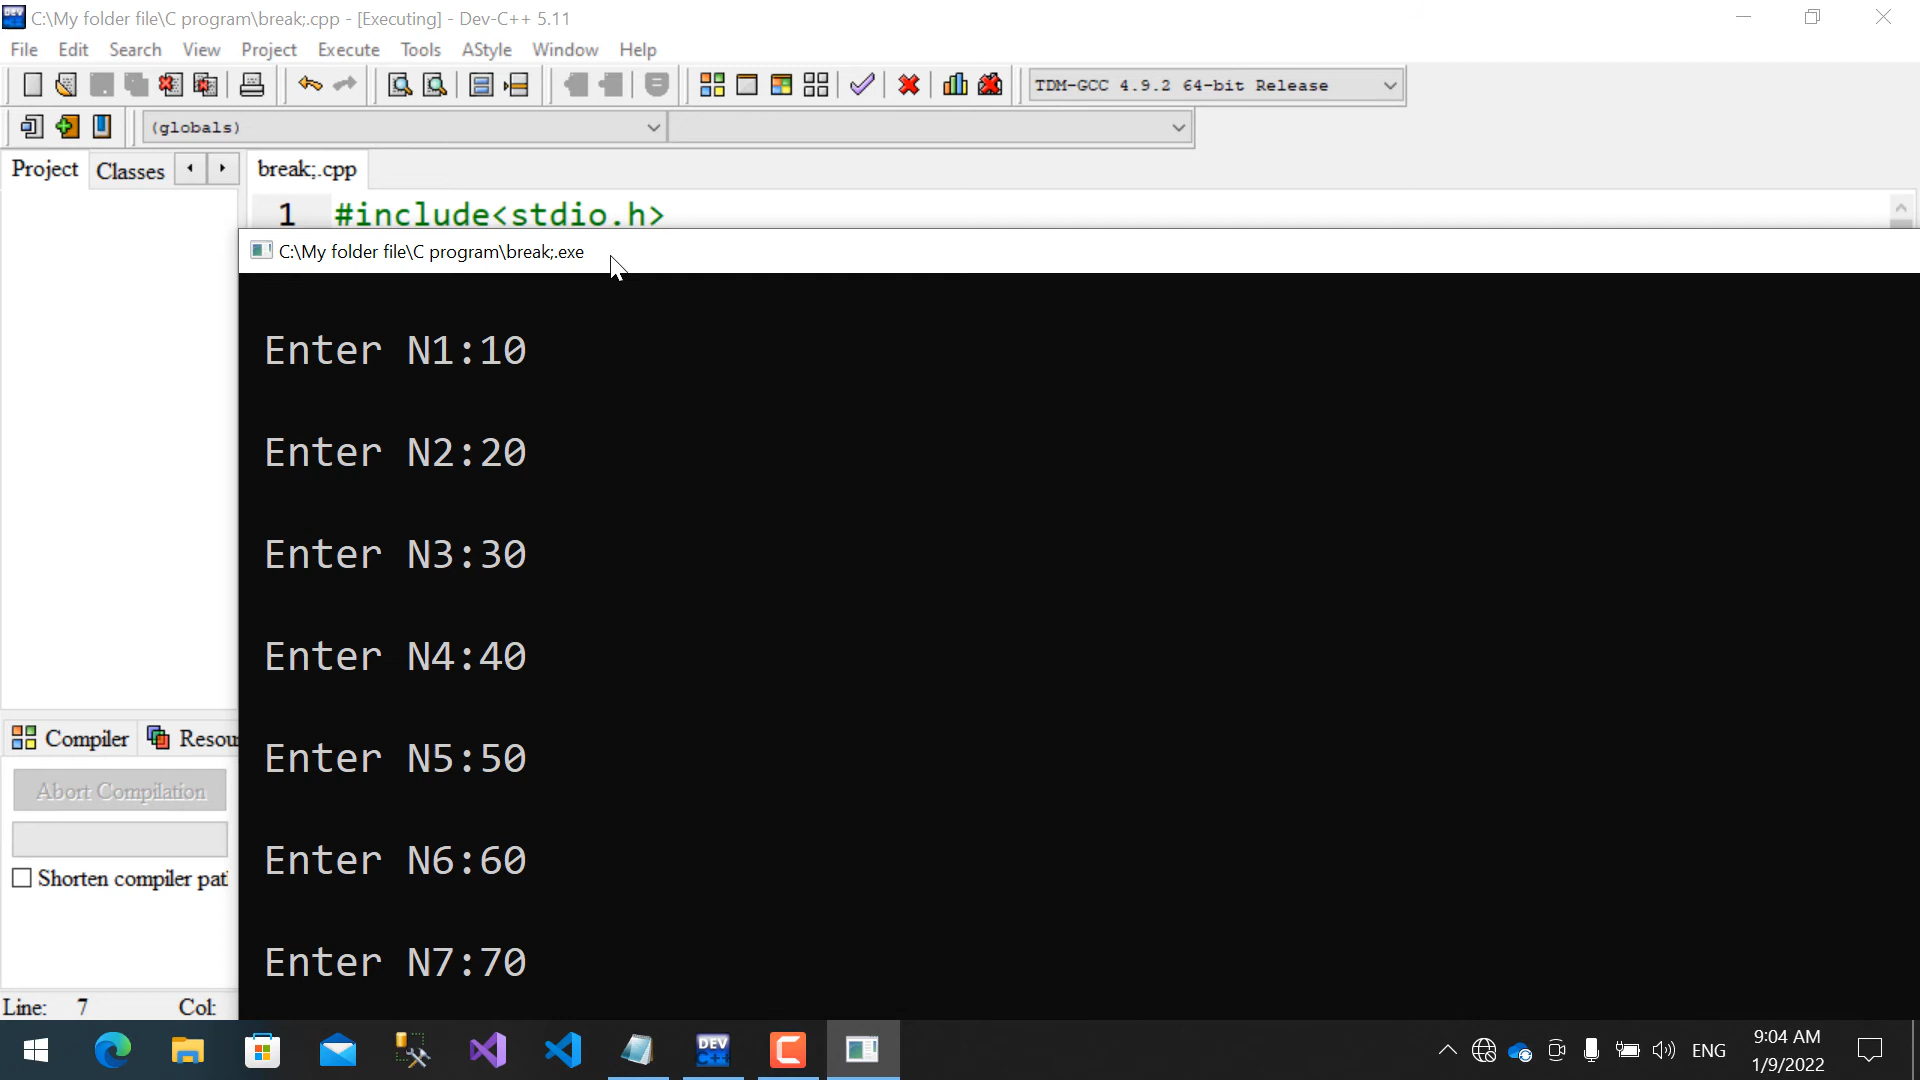 C:\My folder file\C program\break;.cpp - [Executing] - Dev-C++ 5.11
File Edit Search View Project Execute Tools AStyle Window Help
TDM-GCC 4.9.2 64-bit Release
(globals)
Project Classes break;.cpp
1 #include<stdio.h>
C:\My folder file\C program\break;.exe
Enter N1:10
Enter N2:20
Enter N3:30
Enter N4:40
Enter N5:50
Enter N6:60
Enter N7:70
Compiler Resou
Abort Compilation
Shorten compiler pat
Line: 7 Col:
DEV
C++
ENG
9:04 AM
1/9/2022